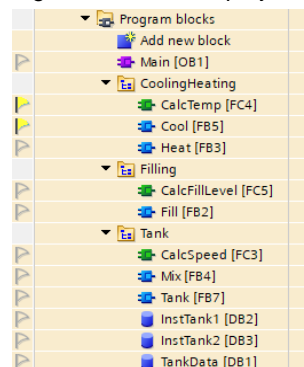 Program blocks
Add new block
Main [OB1]
CoolingHeating
CalcTemp [FC4]
Cool [FB5]
Heat [FB3]
Filling
CalcFillLevel [FC5]
Fill [FB2]
Tank
CalcSpeed [FC3]
Mix [FB4]
Tank [FB7]
InstTank1 [DB2]
InstTank2 [DB3]
TankData [DB1]